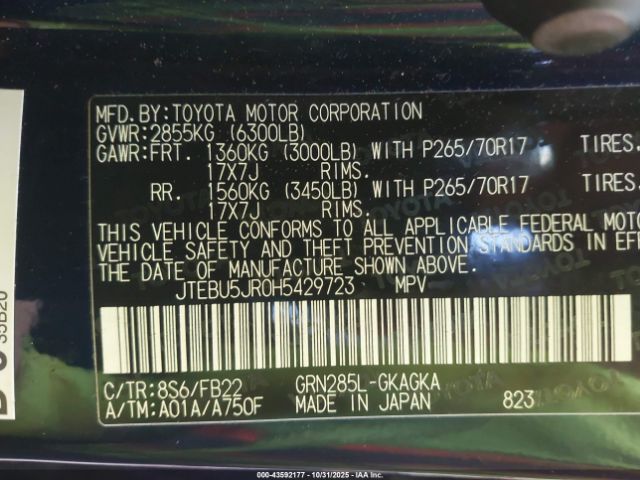 MFD.BY:TOYOTA MOTOR CORPORATION
GVWR:2855KG (6300LB)
GAWR:FRT. 1360KG (3000LB) WITH P265/70R17 TIRES.
17X7J RIMS.
RR. 1560KG (3450LB) WITH P265/70R17 TIRES.
17X7J RIMS.
THIS VEHICLE CONFORMS TO ALL APPLICABLE FEDERAL MOTO
VEHICLE SAFETY AND THEFT PREVENTION STANDARDS IN EFF
THE DATE OF MANUFACTURE SHOWN ABOVE.
JTEBU5JR0H5429723 MPV
C/TR:8S6/FB22 GRN285L-GKAGKA
A/TM:A01A/A750F MADE IN JAPAN 823
35B20
000-43592177 - 10/31/2025 - IAA Inc.